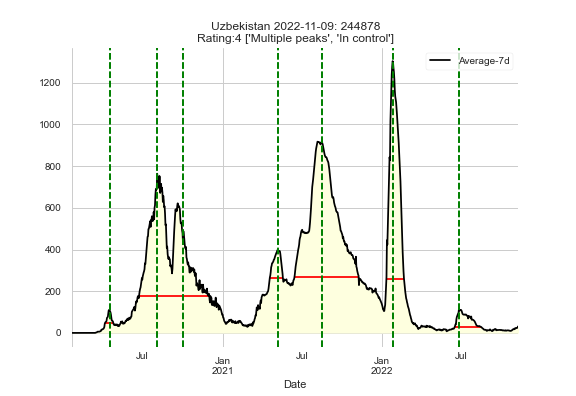 Uzbekistan 2022-11-09: 244878
Rating:4 ['Multiple peaks', 'In control']
Average-7d
1200
1000
800
600
400
200
0
Jul
Jan
2021
Jul
Jan
2022
Jul
Date